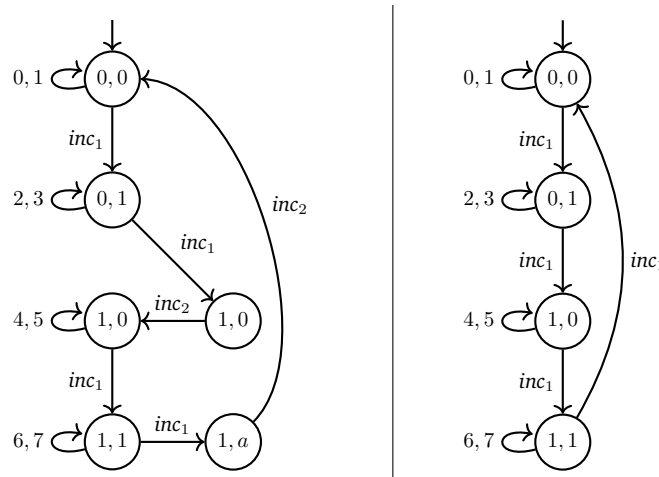 0, 1
0, 0
inc₁
2, 3
0, 1
inc₁
inc₂
4, 5
1, 0
inc₂
1, 0
inc₁
6, 7
1, 1
inc₁
1, a
0, 1
0, 0
inc₁
2, 3
0, 1
inc₁
4, 5
1, 0
inc₁
6, 7
1, 1